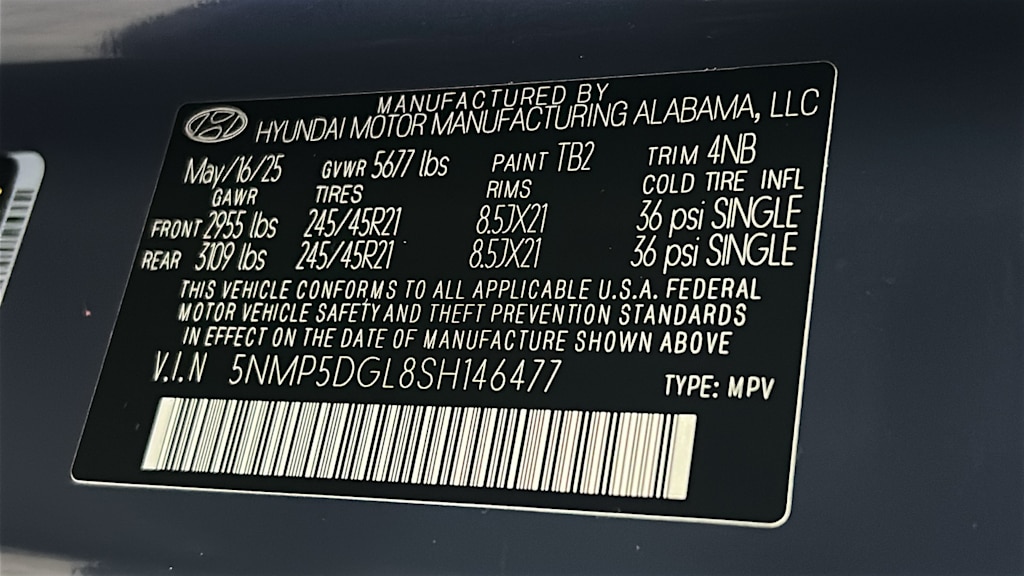 MANUFACTURED BY
HYUNDAI MOTOR MANUFACTURING ALABAMA, LLC
May/16/25 GVWR 5677 lbs PAINT TB2 TRIM 4NB
GAWR TIRES RIMS COLD TIRE INFL
FRONT 2955 lbs 245/45R21 8.5JX21 36 psi SINGLE
REAR 3109 lbs 245/45R21 8.5JX21 36 psi SINGLE
THIS VEHICLE CONFORMS TO ALL APPLICABLE U.S.A. FEDERAL
MOTOR VEHICLE SAFETY AND THEFT PREVENTION STANDARDS
IN EFFECT ON THE DATE OF MANUFACTURE SHOWN ABOVE
V.I.N 5NMP5DGL8SH146477 TYPE: MPV